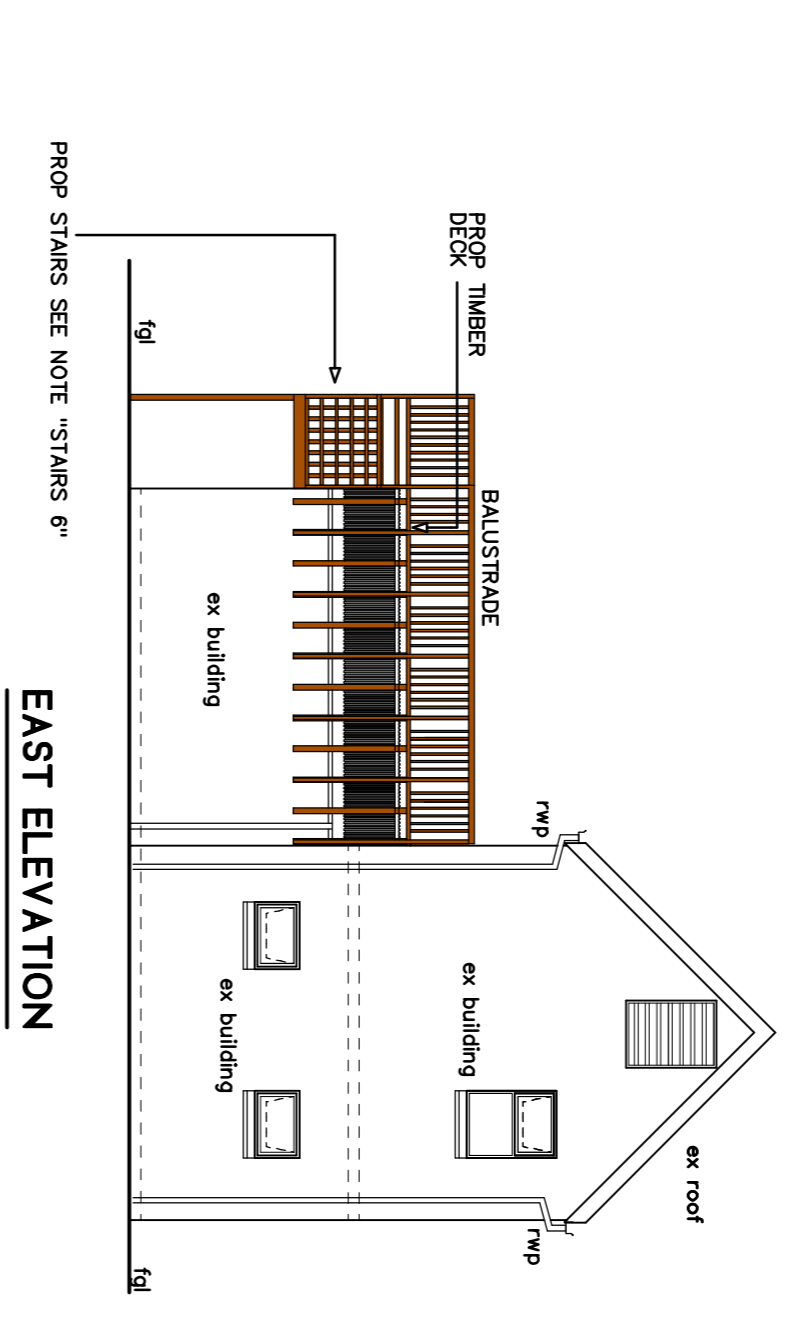 ex roof
rwp
rwp
PROP TIMBER
DECK
BALUSTRADE
ex building
ex building
ex building
fgl
fgl
PROP STAIRS SEE NOTE "STAIRS 6"
EAST ELEVATION